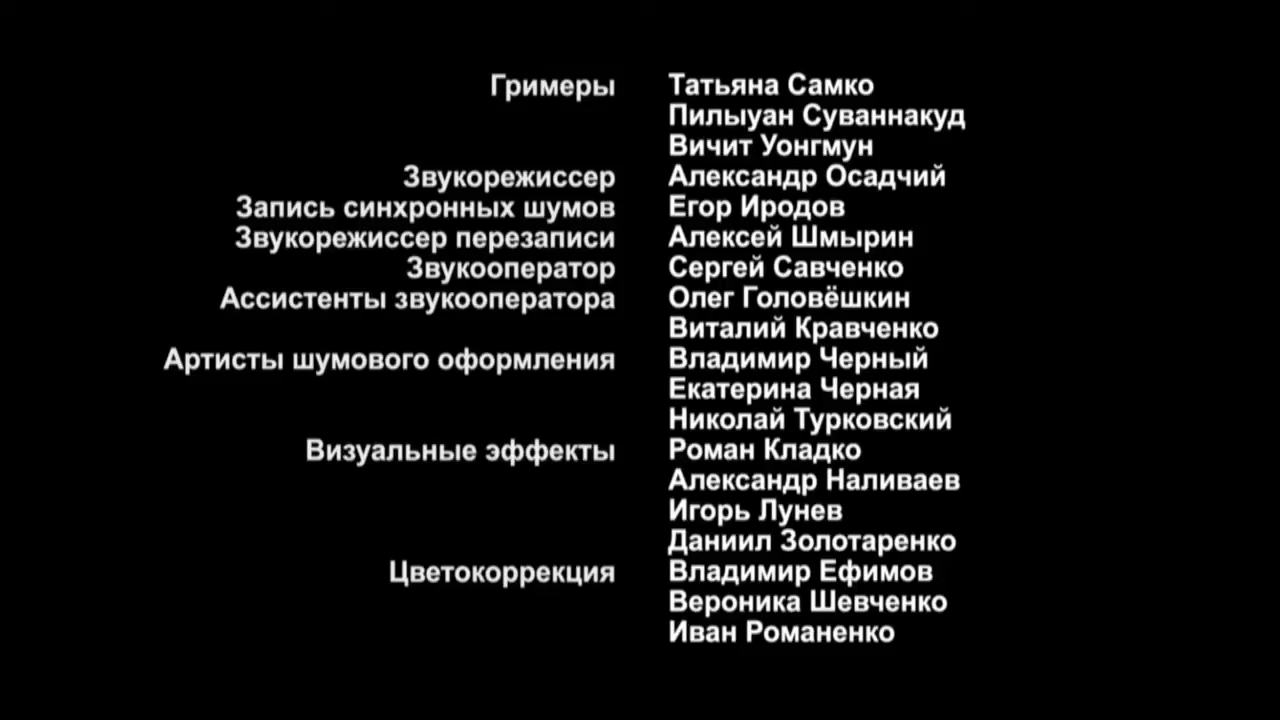 Гримеры Татьяна Самко
Пилыуан Суваннакуд
Вичит Уонгмун
Звукорежиссер Александр Осадчий
Запись синхронных шумов Егор Иродов
Звукорежиссер перезаписи Алексей Шмырин
Звукооператор Сергей Савченко
Ассистенты звукооператора Олег Головёшкин
Виталий Кравченко
Артисты шумового оформления Владимир Черный
Екатерина Черная
Николай Турковский
Визуальные эффекты Роман Кладко
Александр Наливаев
Игорь Лунев
Даниил Золотаренко
Цветокоррекция Владимир Ефимов
Вероника Шевченко
Иван Романенко